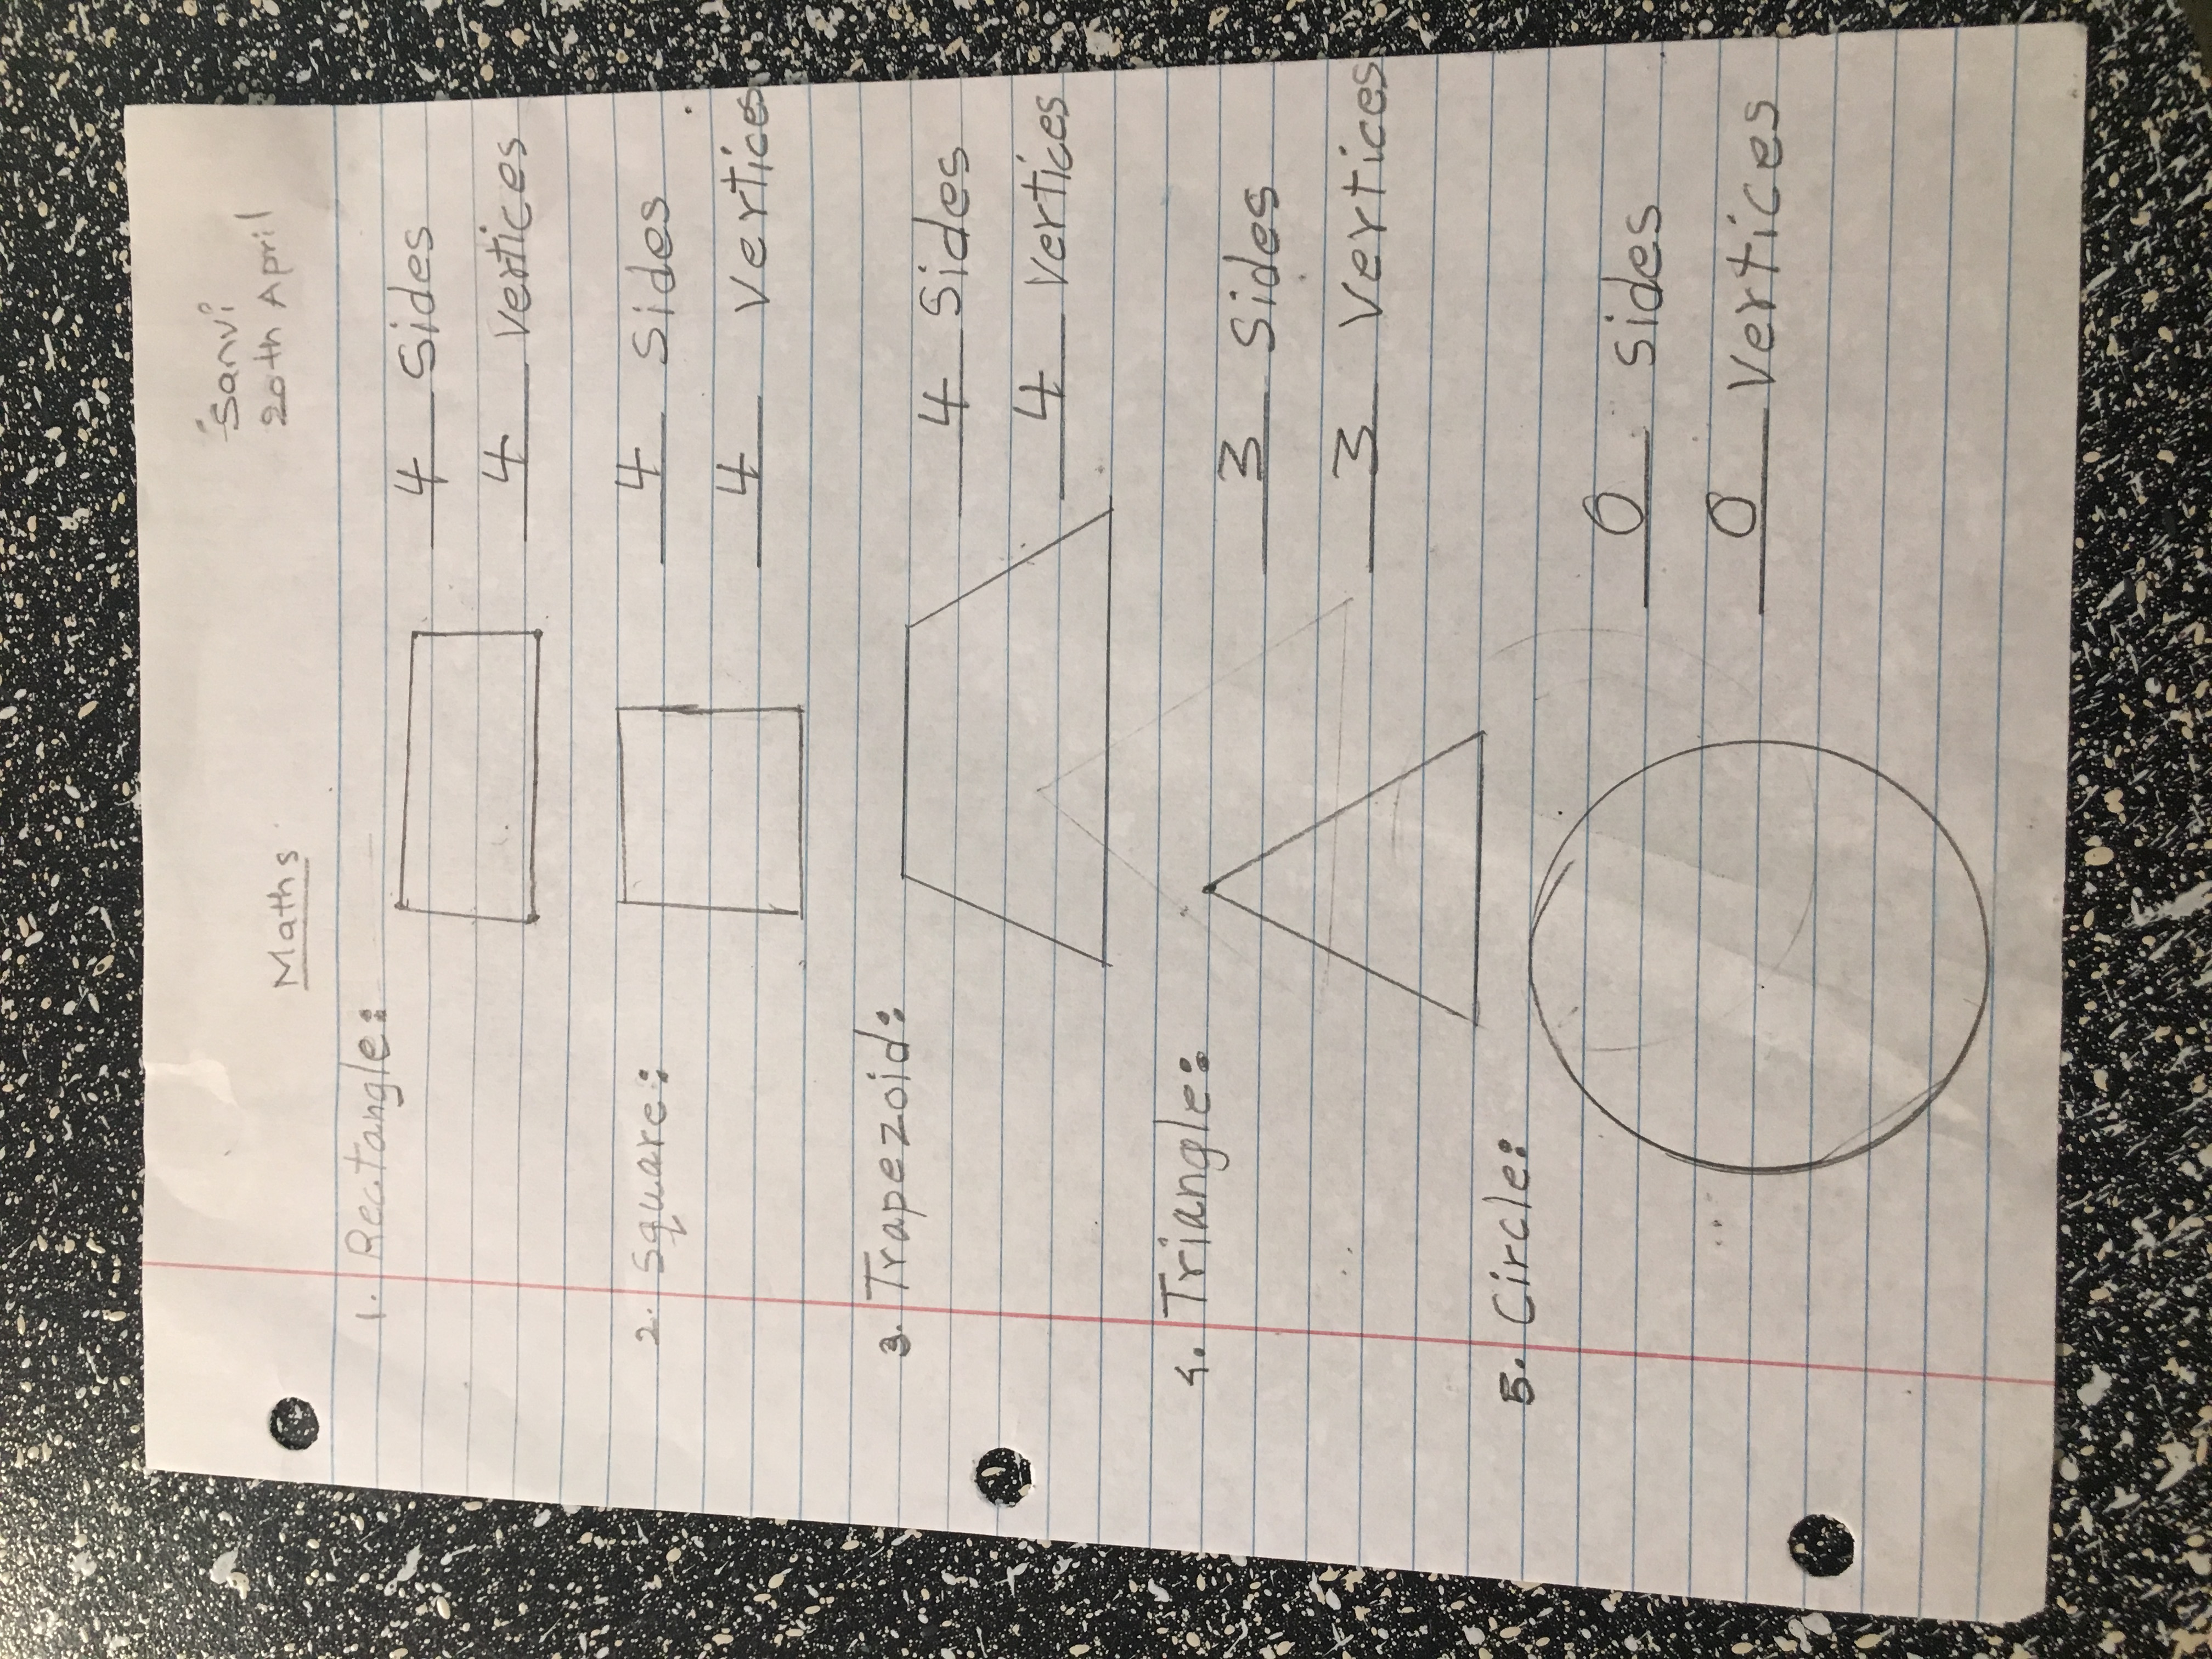 Sanvi
20th April
Maths
1. Rectangle:
4 Sides
4 vertices
2. Square:
4 Sides
4 Vertices
3. Trapezoid:
4 Sides
4 vertices
4. Triangle:
3 Sides
3 Vertices
5. Circle:
0 sides
0 Vertices